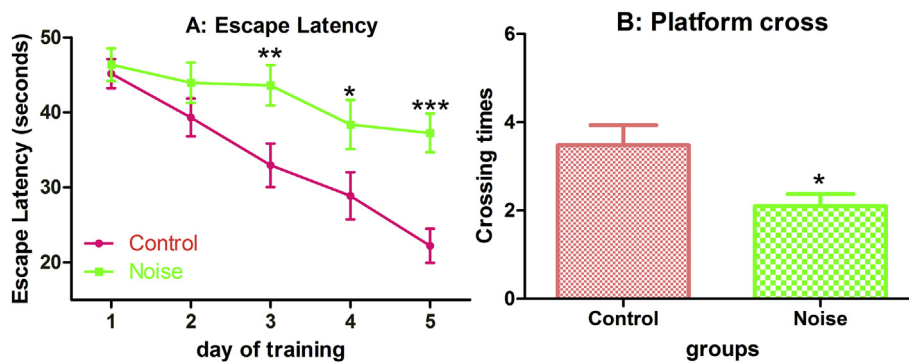 A: Escape Latency
Escape Latency (seconds)
50
40
30
20
** 
*
***
Control
Noise
1 2 3 4 5
day of training
B: Platform cross
Crossing times
6
4
2
0
*
Control Noise
groups